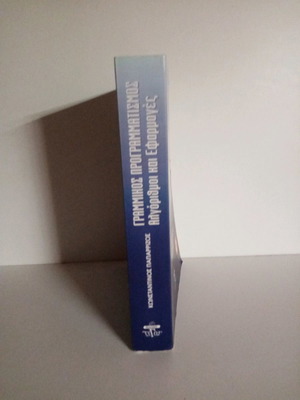 ΓΡΑΜΜΙΚΟΣ ΠΡΟΓΡΑΜΜΑΤΙΣΜΟΣ
Αλγόριθμοι και Εφαρμογές
ΚΩΝΣΤΑΝΤΙΝΟΣ ΠΑΠΑΡΡΙΖΟΣ